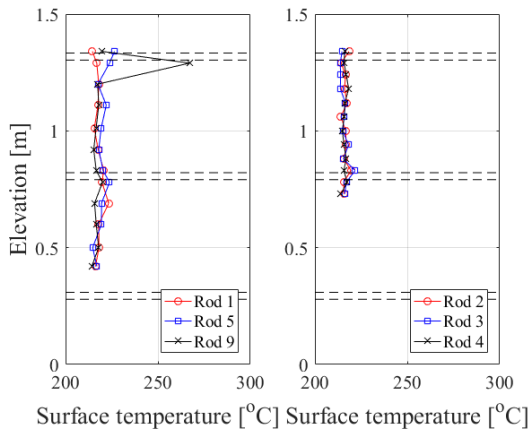 1.5
1
0.5
0
200
250
300
Elevation [m]
Surface temperature [°C]
Rod 1
Rod 5
Rod 9
1.5
1
0.5
0
200
250
300
Surface temperature [°C]
Rod 2
Rod 3
Rod 4